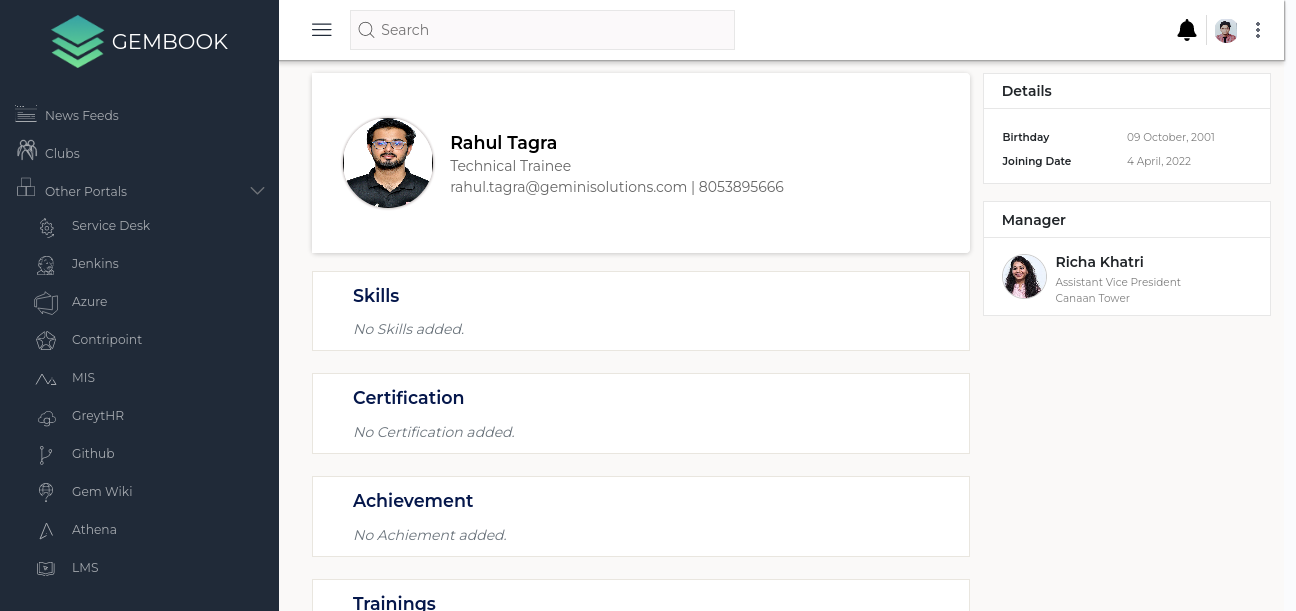 GEMBOOK
News Feeds
Clubs
Other Portals
Service Desk
Jenkins
Azure
Contripoint
MIS
GreytHR
Github
Gem Wiki
Athena
LMS
Search
Rahul Tagra
Technical Trainee
rahul.tagra@geminisolutions.com | 8053895666
Skills
No Skills added.
Certification
No Certification added.
Achievement
No Achiement added.
Trainings
Details
Birthday 09 October, 2001
Joining Date 4 April, 2022
Manager
Richa Khatri
Assistant Vice President
Canaan Tower